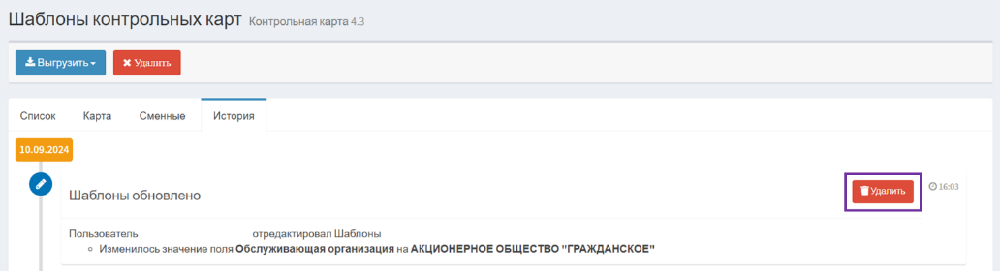 Шаблоны контрольных карт Контрольная карта 4.3
Выгрузить Удалить
Список Карта Сменные История
10.09.2024
Шаблоны обновлено Удалить 16:03
Пользователь отредактировал Шаблоны
Изменилось значение поля Обслуживающая организация на АКЦИОНЕРНОЕ ОБЩЕСТВО "ГРАЖДАНСКОЕ"